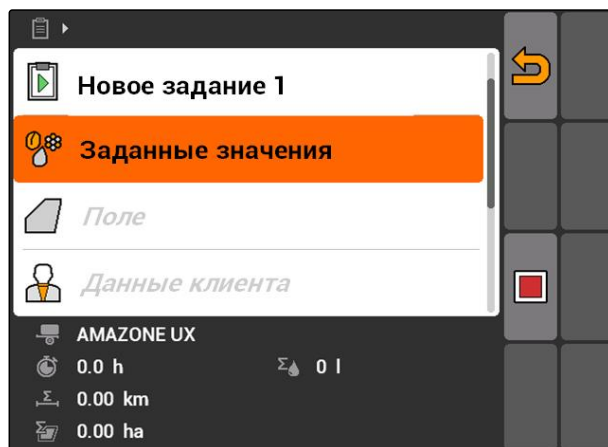 Новое задание 1
Заданные значения
Поле
Данные клиента
AMAZONE UX
0.0 h Σ 0 l
Σ 0.00 km
Σ 0.00 ha